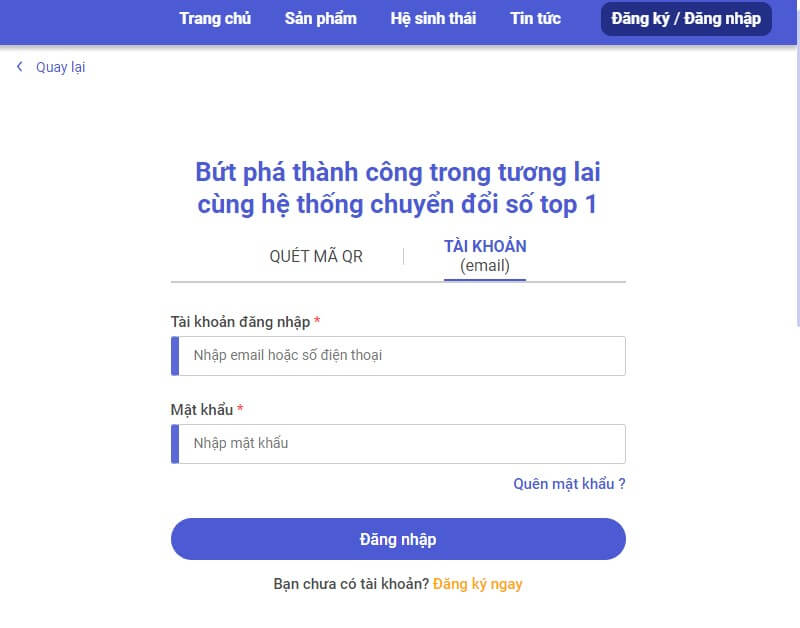 Trang chủ Sản phẩm Hệ sinh thái Tin tức Đăng ký / Đăng nhập
Quay lại
Bứt phá thành công trong tương lai
cùng hệ thống chuyển đổi số top 1
QUÉT MÃ QR
TÀI KHOẢN
(email)
Tài khoản đăng nhập *
Nhập email hoặc số điện thoại
Mật khẩu *
Nhập mật khẩu
Quên mật khẩu ?
Đăng nhập
Bạn chưa có tài khoản? Đăng ký ngay